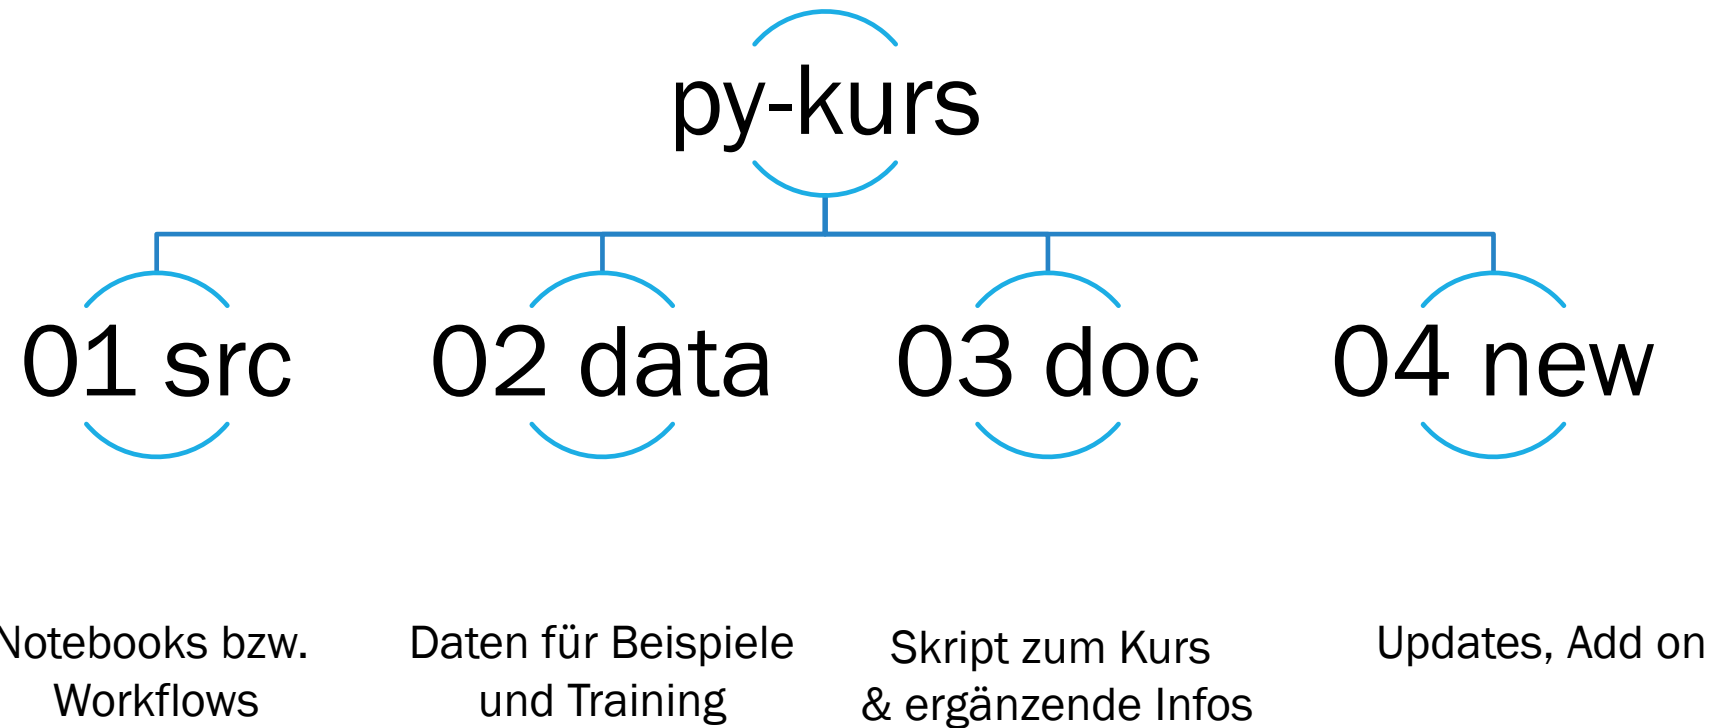 py-kurs
01 src
02 data
03 doc
04 new
Notebooks bzw.
Workflows
Daten für Beispiele
und Training
Skript zum Kurs
& ergänzende Infos
Updates, Add on